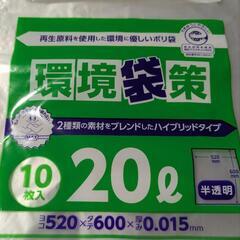 再生原料を使用した環境に優しいポリ袋
環境袋策
2種類の素材をブレンドしたハイブリッドタイプ
10枚入
20ℓ
半透明
520mm
600mm
ヨコ520×タテ600×厚み0.015mm